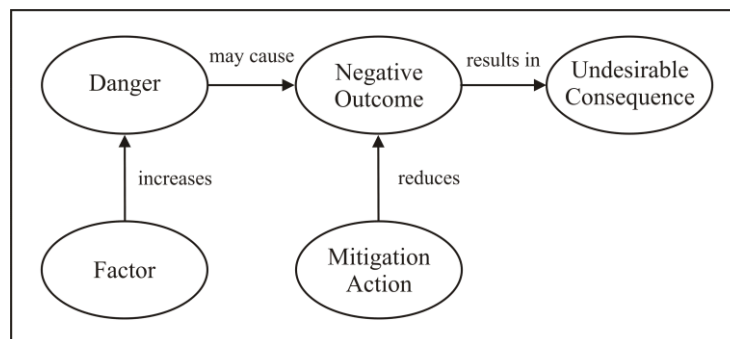 may cause
results in
Danger
Negative
Outcome
Undesirable
Consequence
increases
reduces
Factor
Mitigation
Action